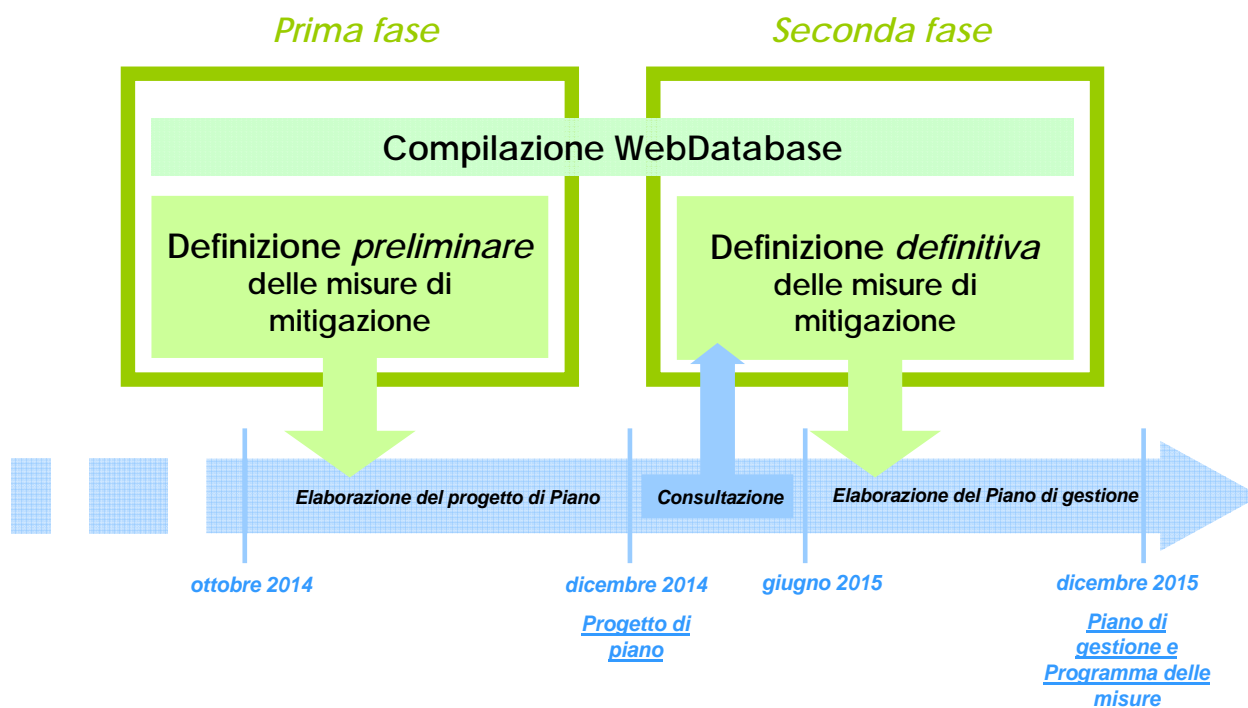 Prima fase
Seconda fase
Compilazione WebDatabase
Definizione preliminare
delle misure di
mitigazione
Definizione definitiva
delle misure di
mitigazione
Elaborazione del progetto di Piano
Consultazione
Elaborazione del Piano di gestione
ottobre 2014
dicembre 2014
giugno 2015
dicembre 2015
Progetto di
piano
Piano di
gestione e
Programma delle
misure